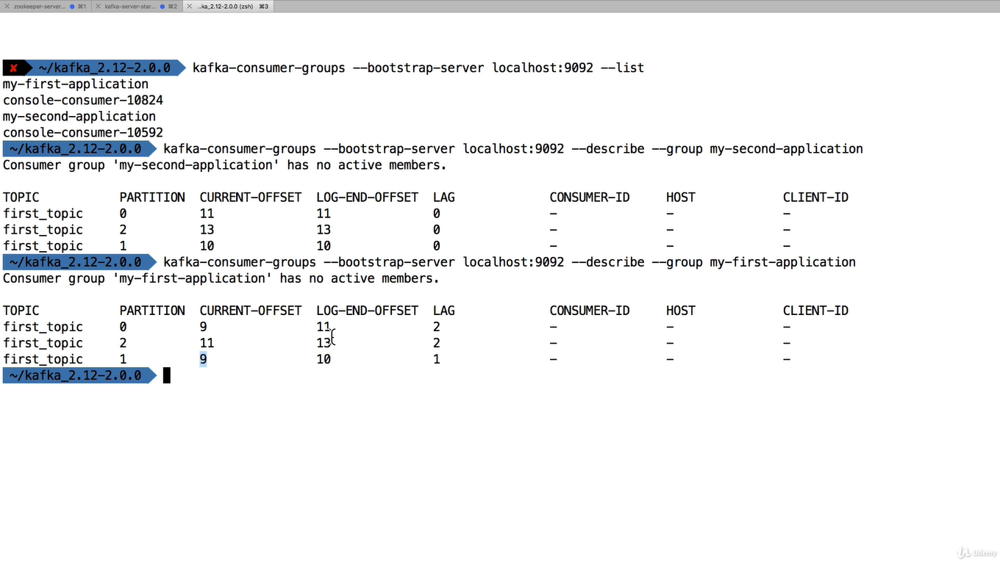 zookeeper-server... ⌘1 kafka-server-star... ⌘2 ..ka_2.12-2.0.0 (zsh) ⌘3
✘ ~/kafka_2.12-2.0.0 kafka-consumer-groups --bootstrap-server localhost:9092 --list
my-first-application
console-consumer-10824
my-second-application
console-consumer-10592
~/kafka_2.12-2.0.0 kafka-consumer-groups --bootstrap-server localhost:9092 --describe --group my-second-application
Consumer group 'my-second-application' has no active members.
TOPIC PARTITION CURRENT-OFFSET LOG-END-OFFSET LAG CONSUMER-ID HOST CLIENT-ID
first_topic 0 11 11 0 - - -
first_topic 2 13 13 0 - - -
first_topic 1 10 10 0 - - -
~/kafka_2.12-2.0.0 kafka-consumer-groups --bootstrap-server localhost:9092 --describe --group my-first-application
Consumer group 'my-first-application' has no active members.
TOPIC PARTITION CURRENT-OFFSET LOG-END-OFFSET LAG CONSUMER-ID HOST CLIENT-ID
first_topic 0 9 11 2 - - -
first_topic 2 11 13 2 - - -
first_topic 1 9 10 1 - - -
~/kafka_2.12-2.0.0
Udemy